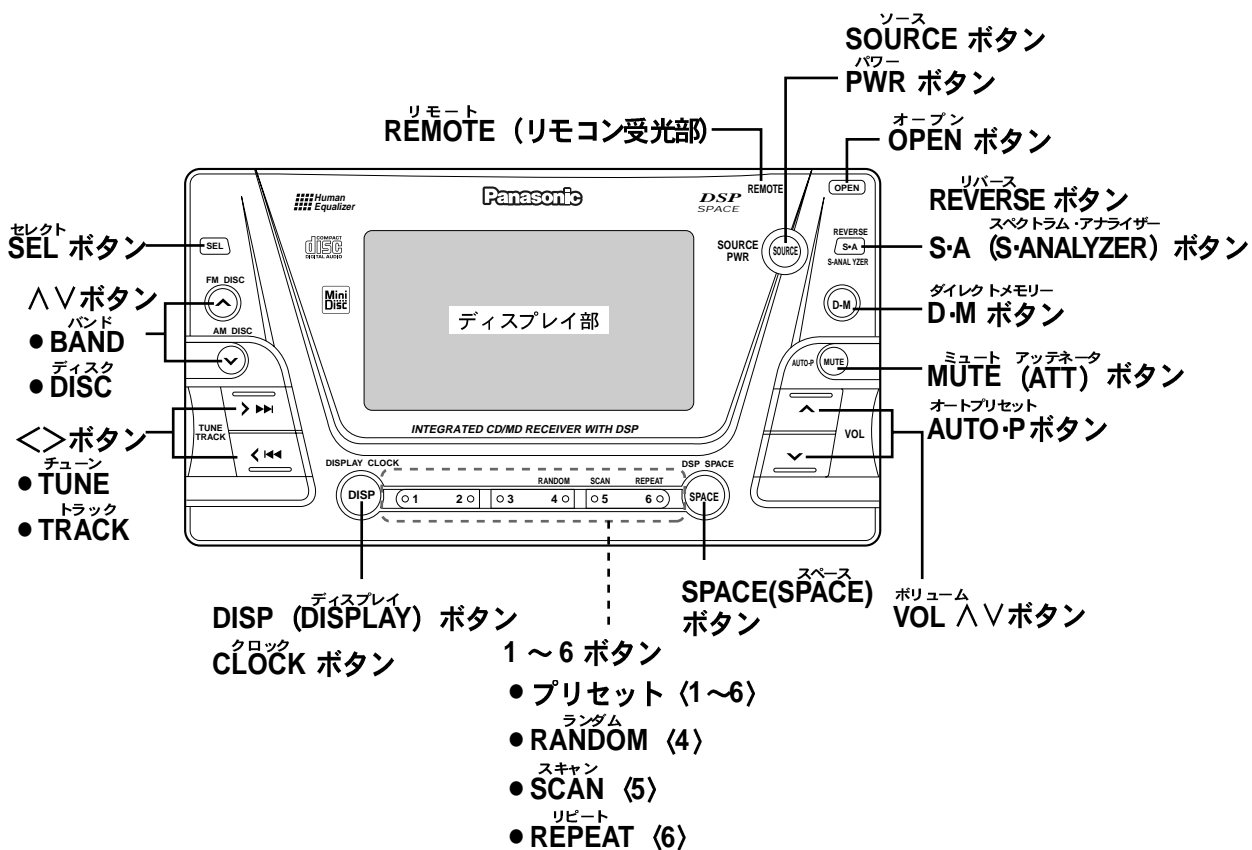 ソース
SOURCE ボタン
パワー
PWR ボタン
リモート
REMOTE (リモコン受光部)
オープン
OPEN ボタン
リバース
REVERSE ボタン
スペクトラム・アナライザー
S・A (S・ANALYZER) ボタン
ダイレクトメモリー
D・M ボタン
ミュート アッテネータ
MUTE (ATT) ボタン
オートプリセット
AUTO・Pボタン
ボリューム
VOL ∧∨ボタン
セレクト
SEL ボタン
∧∨ボタン
バンド
● BAND
ディスク
● DISC
<>ボタン
チューン
● TUNE
トラック
● TRACK
Human
Equalizer
Panasonic
DSP
SPACE
REMOTE
OPEN
SEL
COMPACT
disc
DIGITAL AUDIO
SOURCE
PWR
SOURCE
REVERSE
S•A
S-ANALYZER
FM DISC
AM DISC
Mini
Disc
ディスプレイ部
D-M
AUTO-P
MUTE
TUNE
TRACK
VOL
INTEGRATED CD/MD RECEIVER WITH DSP
DISPLAY CLOCK
DSP SPACE
RANDOM SCAN REPEAT
DISP
1 2 3 4 5 6
SPACE
ディスプレイ
DISP (DISPLAY) ボタン
クロック
CLOCK ボタン
スペース
SPACE(SPACE)
ボタン
1 ～ 6 ボタン
● プリセット〈1～6〉
ランダム
● RANDOM 〈4〉
スキャン
● SCAN 〈5〉
リピート
● REPEAT 〈6〉